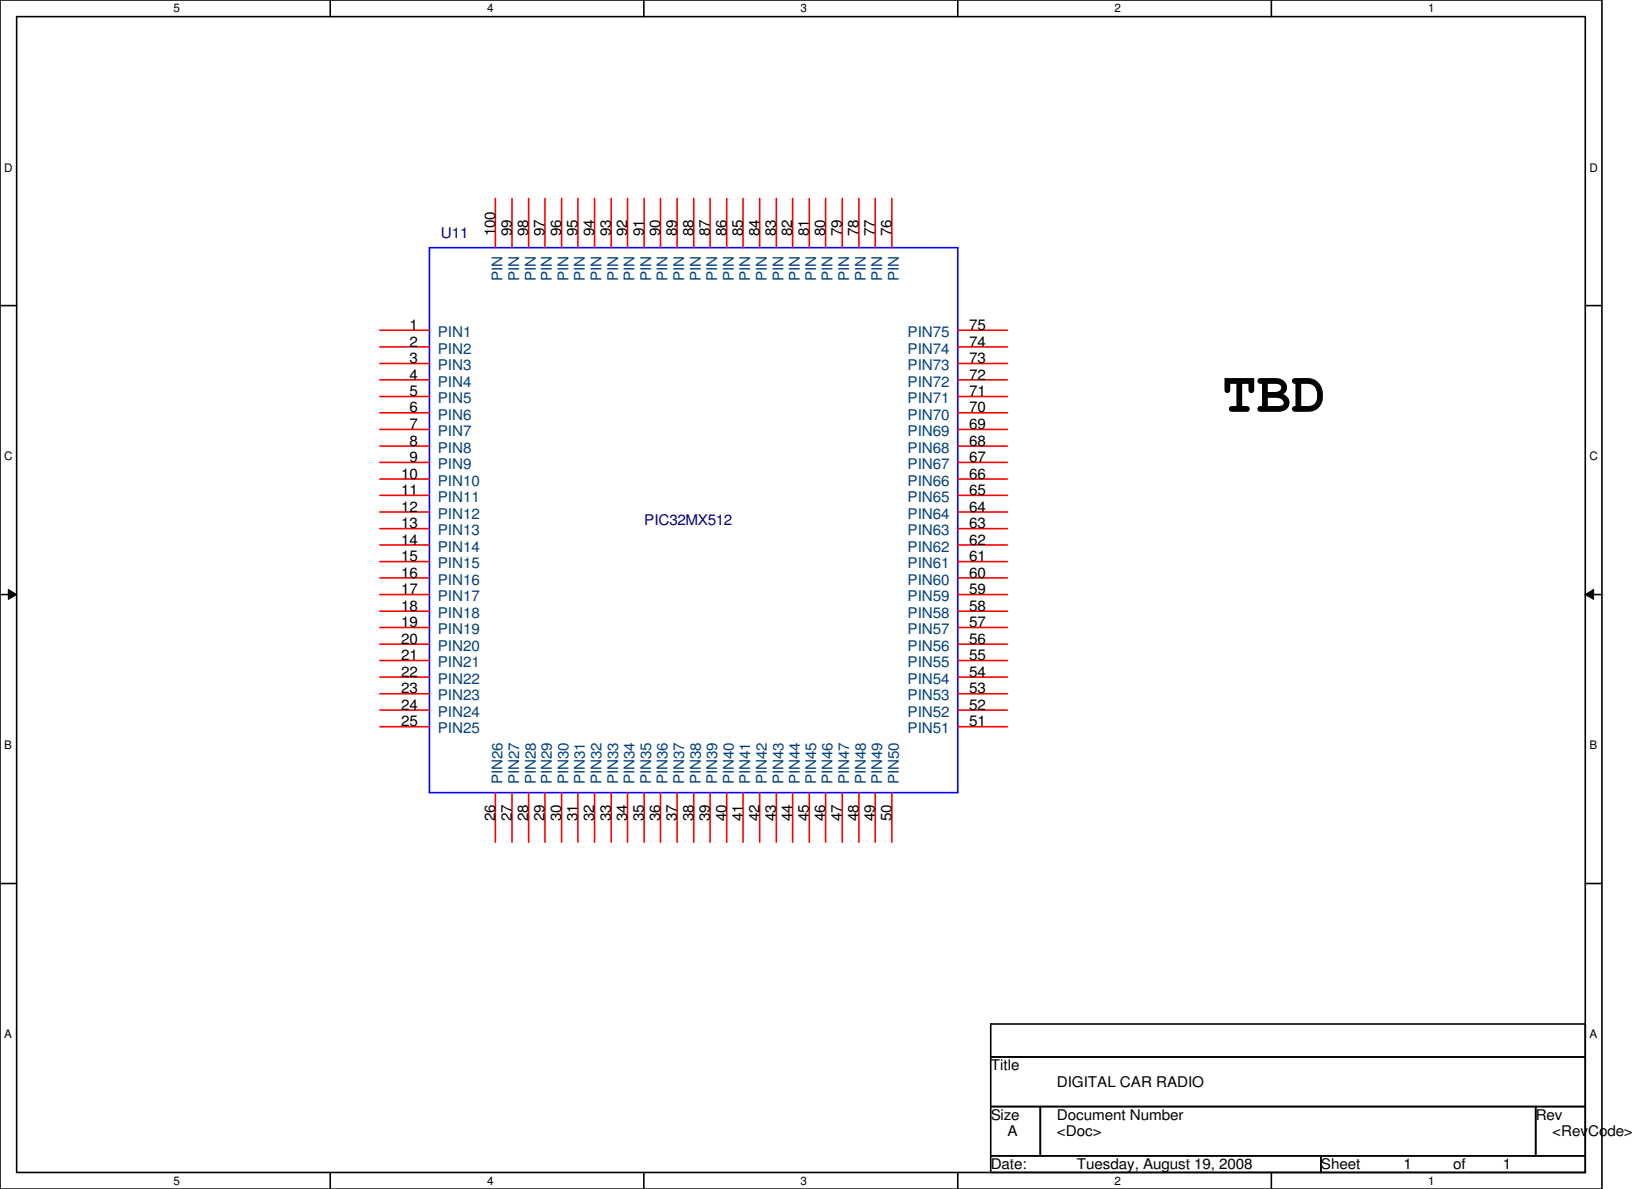 5 4 3 2 1
D D
100 99 98 97 96 95 94 93 92 91 90 89 88 87 86 85 84 83 82 81 80 79 78 77 76
U11
PIN PIN PIN PIN PIN PIN PIN PIN PIN PIN PIN PIN PIN PIN PIN PIN PIN PIN PIN PIN PIN PIN PIN PIN PIN
1 PIN1 PIN75 75
2 PIN2 PIN74 74
3 PIN3 PIN73 73
4 PIN4 PIN72 72
TBD
5 PIN5 PIN71 71
6 PIN6 PIN70 70
7 PIN7 PIN69 69
8 PIN8 PIN68 68
C C
9 PIN9 PIN67 67
10 PIN10 PIN66 66
11 PIN11 PIN65 65
12 PIN12 PIN64 64
PIC32MX512
13 PIN13 PIN63 63
14 PIN14 PIN62 62
15 PIN15 PIN61 61
16 PIN16 PIN60 60
17 PIN17 PIN59 59
18 PIN18 PIN58 58
19 PIN19 PIN57 57
20 PIN20 PIN56 56
21 PIN21 PIN55 55
22 PIN22 PIN54 54
23 PIN23 PIN53 53
24 PIN24 PIN52 52
25 PIN25 PIN51 51
B B
PIN26 PIN27 PIN28 PIN29 PIN30 PIN31 PIN32 PIN33 PIN34 PIN35 PIN36 PIN37 PIN38 PIN39 PIN40 PIN41 PIN42 PIN43 PIN44 PIN45 PIN46 PIN47 PIN48 PIN49 PIN50
26 27 28 29 30 31 32 33 34 35 36 37 38 39 40 41 42 43 44 45 46 47 48 49 50
A A
Title
DIGITAL CAR RADIO
Size Document Number Rev
A <Doc> <RevCode>
Date: Tuesday, August 19, 2008 Sheet 1 of 1
5 4 3 2 1